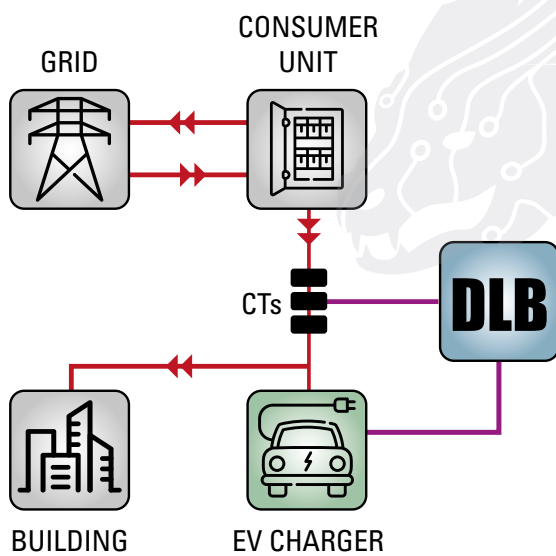 CONSUMER
UNIT
GRID
CTs
DLB
BUILDING
EV CHARGER